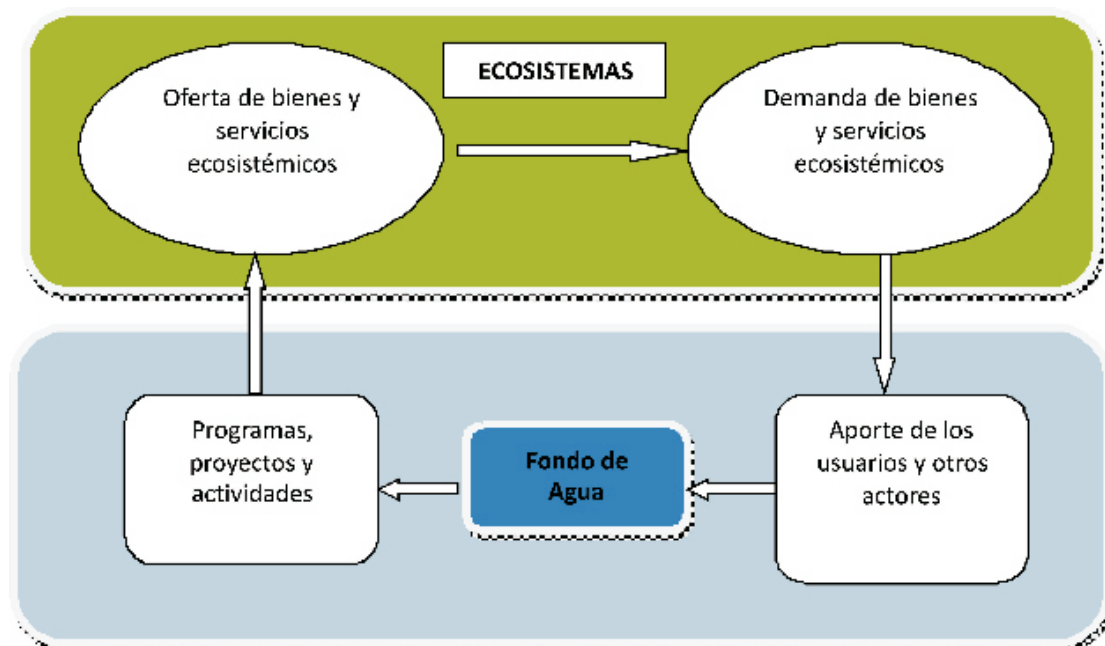 ECOSISTEMAS
Oferta de bienes y
servicios
ecosistémicos
Demanda de bienes
y servicios
ecosistémicos
Programas,
proyectos y
actividades
Fondo de
Agua
Aporte de los
usuarios y otros
actores